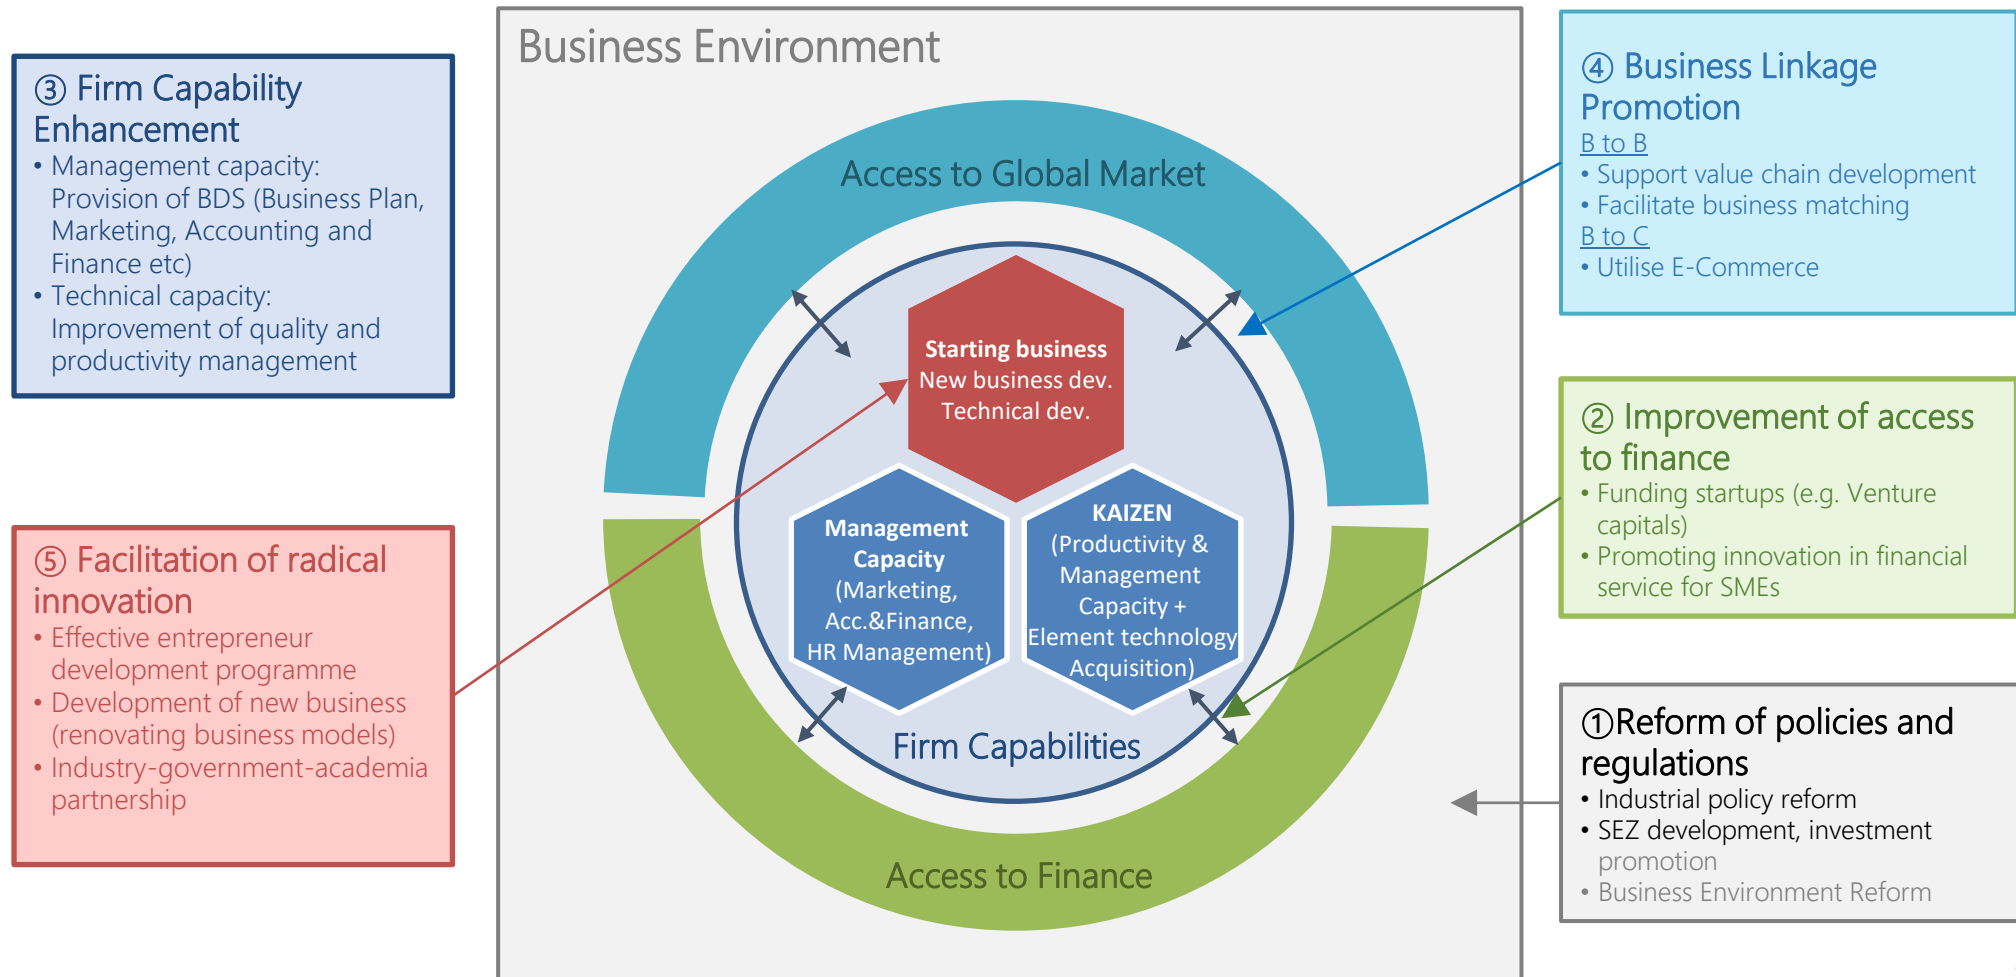 Business Environment
③ Firm Capability
Enhancement
• Management capacity:
Provision of BDS (Business Plan,
Marketing, Accounting and
Finance etc)
• Technical capacity:
Improvement of quality and
productivity management
⑤ Facilitation of radical
innovation
• Effective entrepreneur
development programme
• Development of new business
(renovating business models)
• Industry-government-academia
partnership
Access to Global Market
Starting business
New business dev.
Technical dev.
Management
Capacity
(Marketing,
Acc.&Finance,
HR Management)
KAIZEN
(Productivity &
Management
Capacity +
Element technology
Acquisition)
Firm Capabilities
Access to Finance
④ Business Linkage
Promotion
B to B
• Support value chain development
• Facilitate business matching
B to C
• Utilise E-Commerce
② Improvement of access
to finance
• Funding startups (e.g. Venture
capitals)
• Promoting innovation in financial
service for SMEs
①Reform of policies and
regulations
• Industrial policy reform
• SEZ development, investment
promotion
• Business Environment Reform